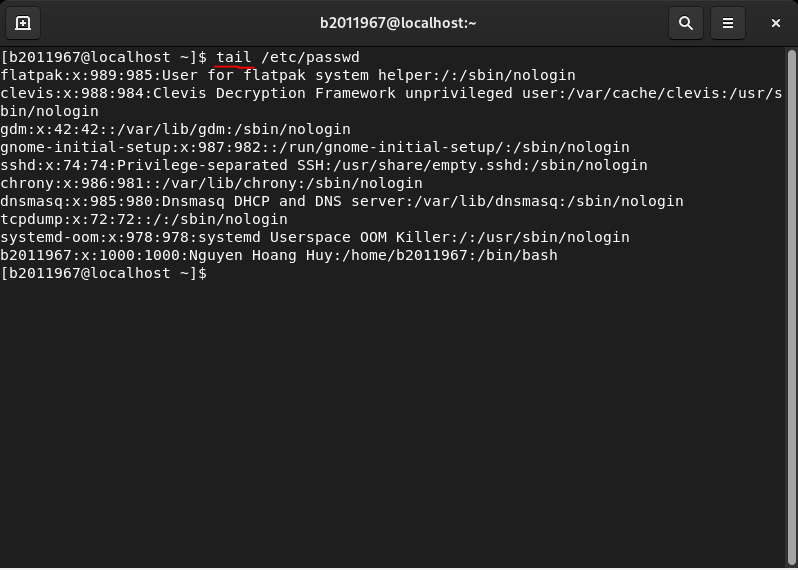 b2011967@localhost:~
[b2011967@localhost ~]$ tail /etc/passwd
flatpak:x:989:985:User for flatpak system helper:/:/sbin/nologin
clevis:x:988:984:Clevis Decryption Framework unprivileged user:/var/cache/clevis:/usr/s
bin/nologin
gdm:x:42:42::/var/lib/gdm:/sbin/nologin
gnome-initial-setup:x:987:982::/run/gnome-initial-setup/:/sbin/nologin
sshd:x:74:74:Privilege-separated SSH:/usr/share/empty.sshd:/sbin/nologin
chrony:x:986:981::/var/lib/chrony:/sbin/nologin
dnsmasq:x:985:980:Dnsmasq DHCP and DNS server:/var/lib/dnsmasq:/sbin/nologin
tcpdump:x:72:72::/:/sbin/nologin
systemd-oom:x:978:978:systemd Userspace OOM Killer:/:/usr/sbin/nologin
b2011967:x:1000:1000:Nguyen Hoang Huy:/home/b2011967:/bin/bash
[b2011967@localhost ~]$